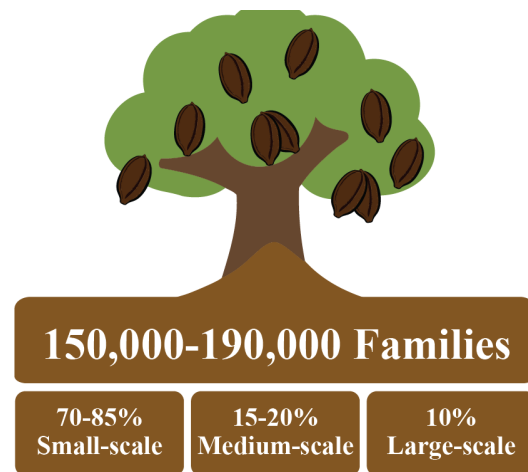 150,000-190,000 Families
70-85%
Small-scale
15-20%
Medium-scale
10%
Large-scale